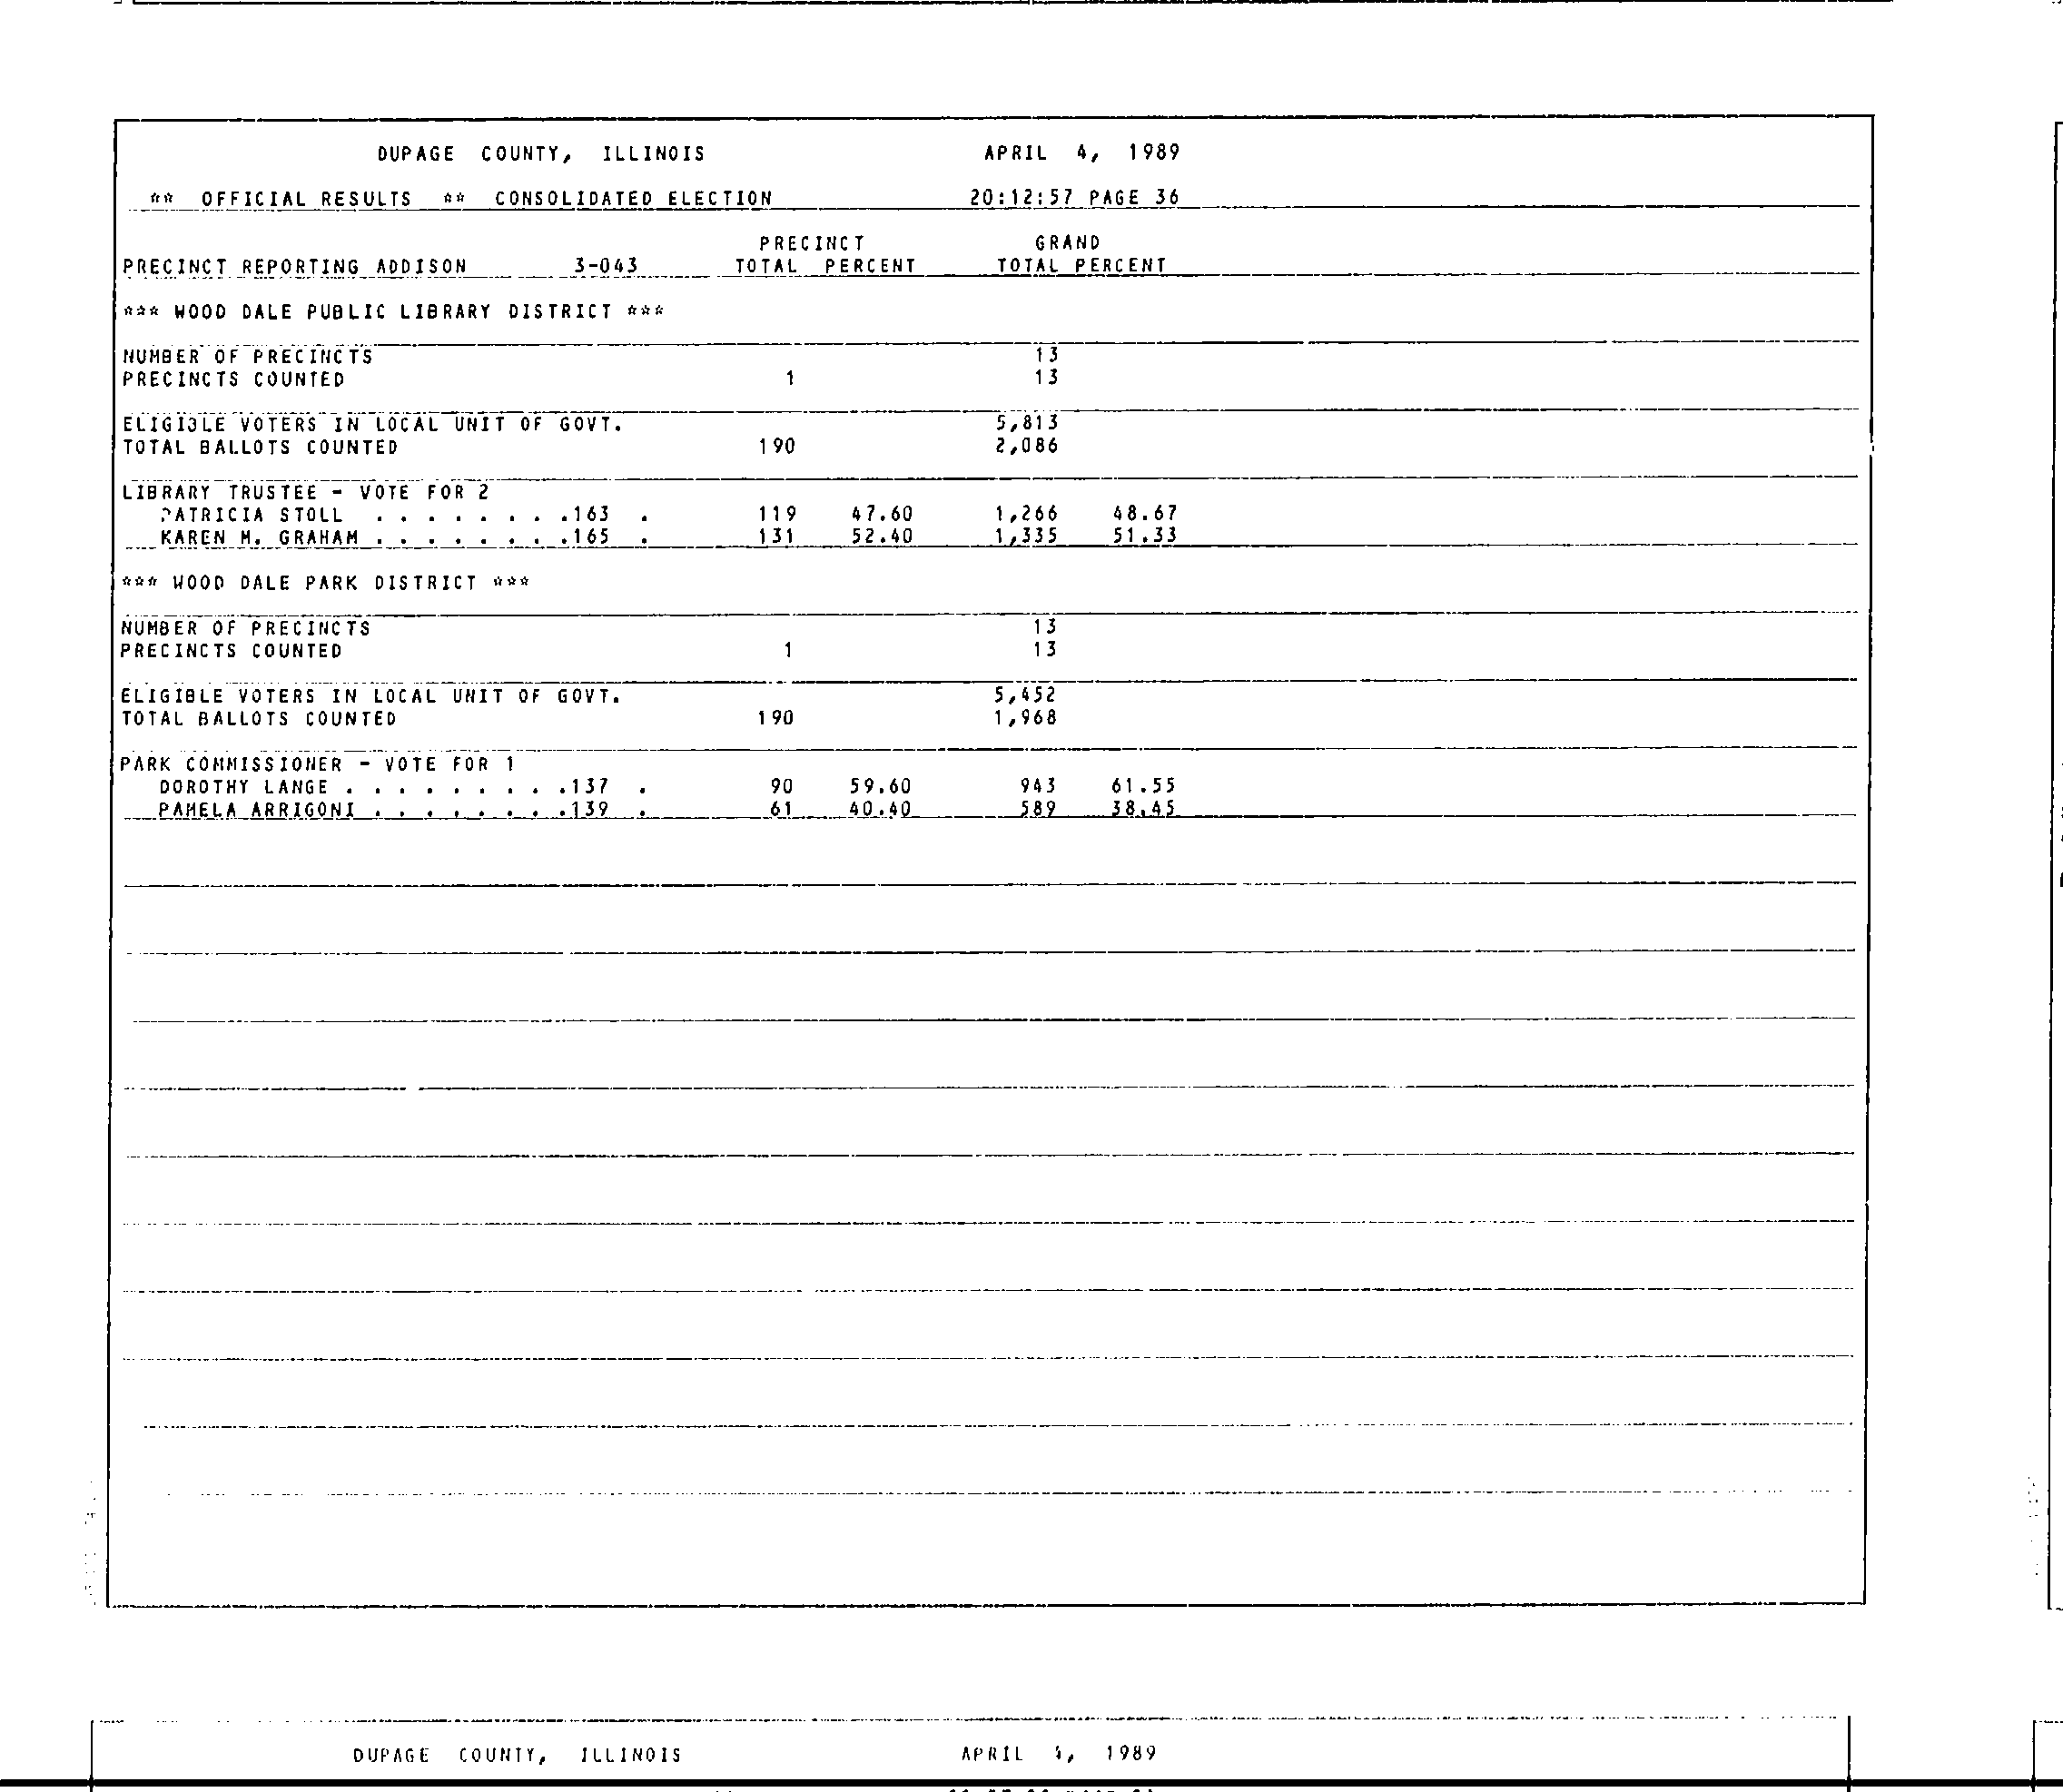 DUPAGE COUNTY, ILLINOIS APRIL 4, 1989
** OFFICIAL RESULTS ** CONSOLIDATED ELECTION 20:12:57 PAGE 36
PRECINCT GRAND
PRECINCT REPORTING ADDISON 3-043 TOTAL PERCENT TOTAL PERCENT
*** WOOD DALE PUBLIC LIBRARY DISTRICT ***
NUMBER OF PRECINCTS 13
PRECINCTS COUNTED 1 13
ELIGIBLE VOTERS IN LOCAL UNIT OF GOVT. 5,813
TOTAL BALLOTS COUNTED 190 2,086
LIBRARY TRUSTEE - VOTE FOR 2
PATRICIA STOLL . . . . . . . .163 . 119 47.60 1,266 48.67
KAREN M. GRAHAM . . . . . . . .165 . 131 52.40 1,335 51.33
*** WOOD DALE PARK DISTRICT ***
NUMBER OF PRECINCTS 13
PRECINCTS COUNTED 1 13
ELIGIBLE VOTERS IN LOCAL UNIT OF GOVT. 5,452
TOTAL BALLOTS COUNTED 190 1,968
PARK COMMISSIONER - VOTE FOR 1
DOROTHY LANGE . . . . . . . . .137 . 90 59.60 943 61.55
PAMELA ARRIGONI . . . . . . . .139 . 61 40.40 589 38.45
DUPAGE COUNTY, ILLINOIS APRIL 4, 1989